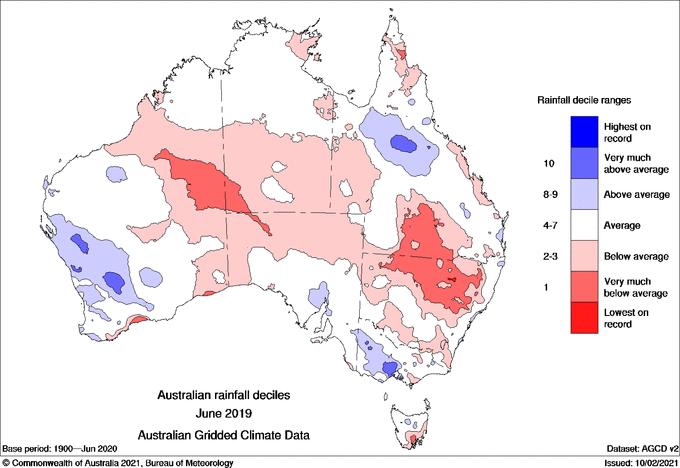 Rainfall decile ranges
Highest on
record
10
Very much
above average
8-9
Above average
4-7
Average
2-3
Below average
1
Very much
below average
Lowest on
record
Australian rainfall deciles
June 2019
Australian Gridded Climate Data
Base period: 1900—Jun 2020
Dataset: AGCD v2
© Commonwealth of Australia 2021, Bureau of Meteorology
Issued: 10/02/2021